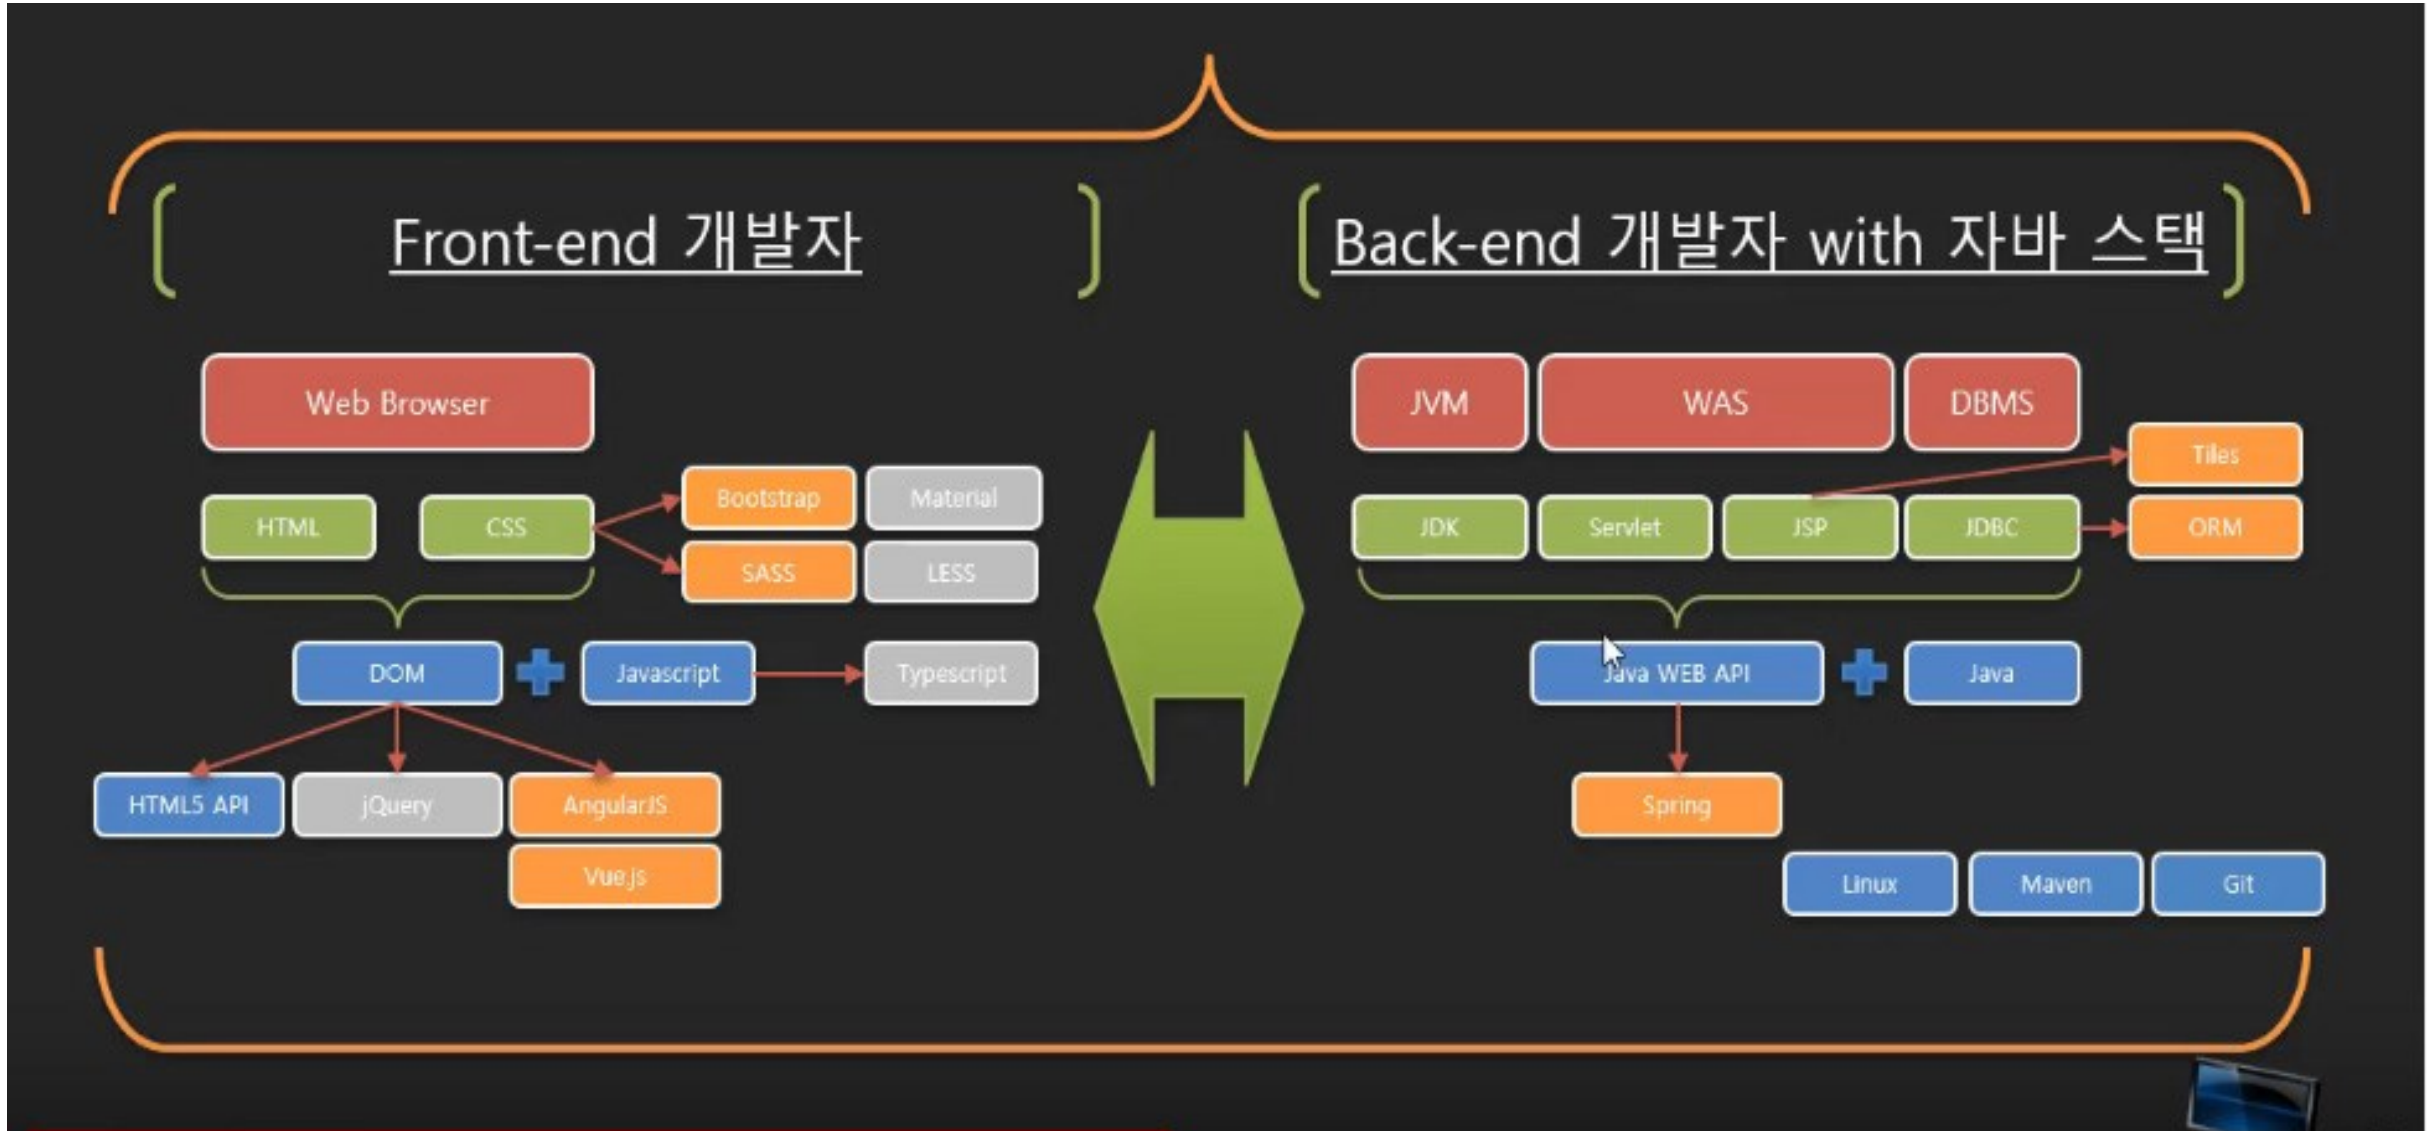 Front-end 개발자
Back-end 개발자 with 자바 스택
Web Browser
HTML
CSS
Bootstrap
Material
SASS
LESS
DOM
Javascript
Typescript
HTML5 API
jQuery
AngularJS
Vue.js
JVM
WAS
DBMS
Tiles
JDK
Servlet
JSP
JDBC
ORM
Java WEB API
Java
Spring
Linux
Maven
Git